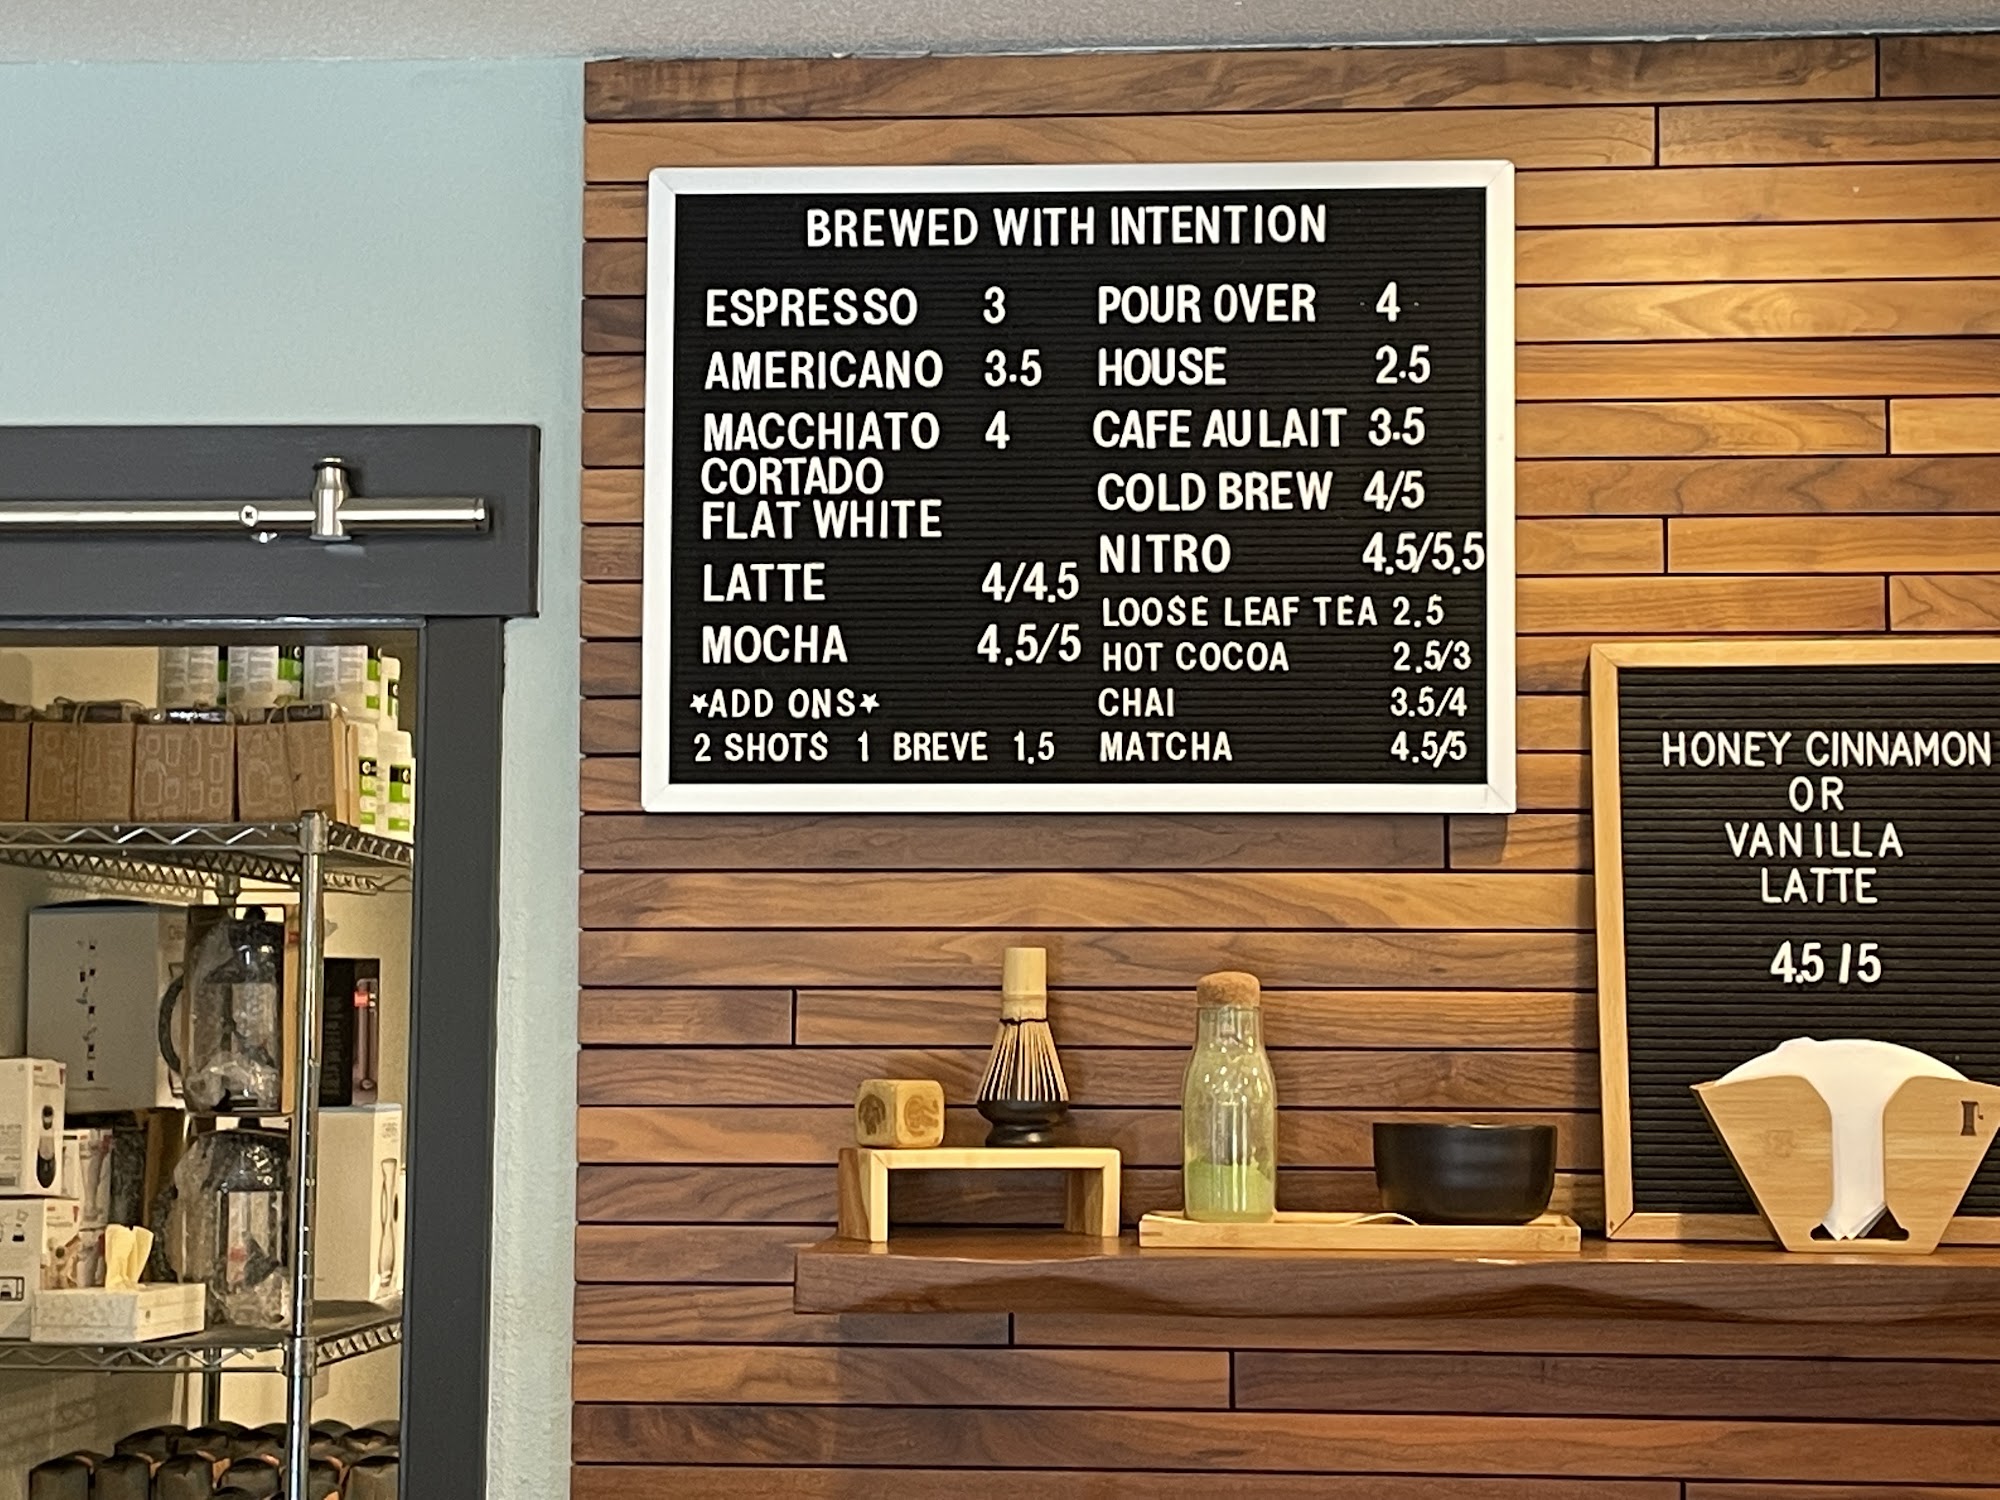 BREWED WITH INTENTION
ESPRESSO 3
AMERICANO 3.5
MACCHIATO 4
CORTADO
FLAT WHITE
LATTE 4/4.5
MOCHA 4.5/5
*ADD ONS*
2 SHOTS 1 BREVE 1.5
POUR OVER 4
HOUSE 2.5
CAFE AU LAIT 3.5
COLD BREW 4/5
NITRO 4.5/5.5
LOOSE LEAF TEA 2.5
HOT COCOA 2.5/3
CHAI 3.5/4
MATCHA 4.5/5
HONEY CINNAMON
OR
VANILLA
LATTE
4.5/5